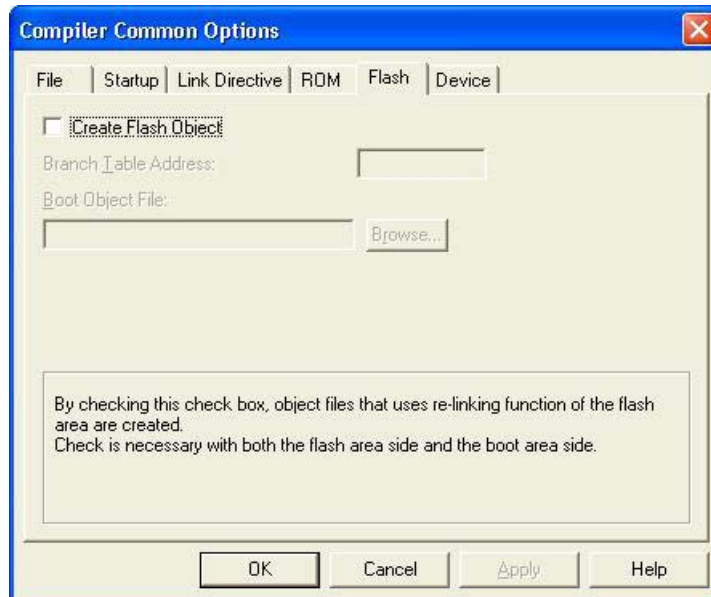 Compiler Common Options
File Startup Link Directive ROM Flash Device
Create Flash Object
Branch Table Address:
Boot Object File:
Browse...
By checking this check box, object files that uses re-linking function of the flash
area are created.
Check is necessary with both the flash area side and the boot area side.
OK Cancel Apply Help